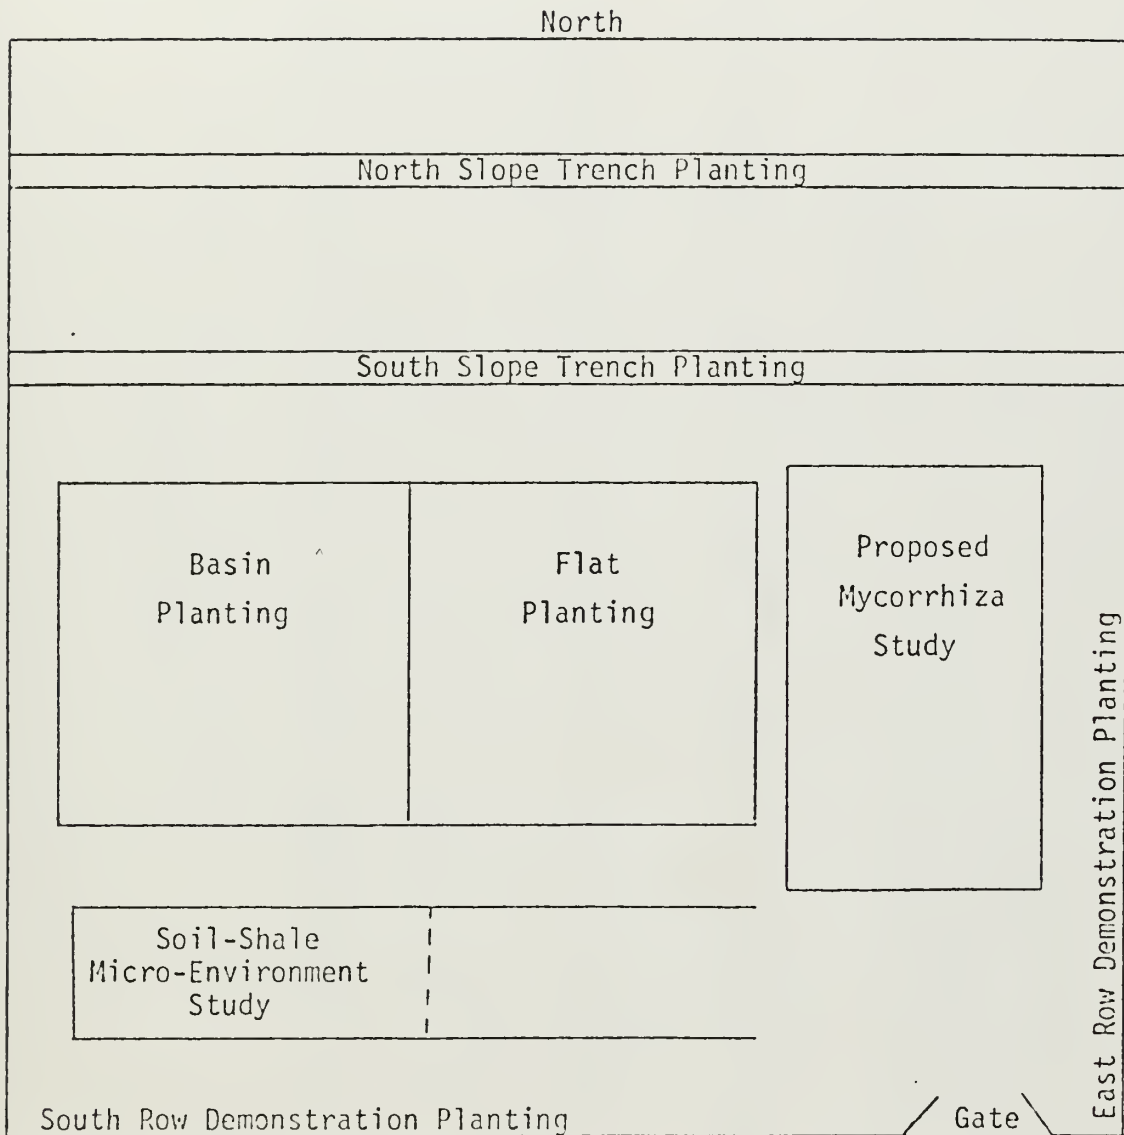 North
North Slope Trench Planting
South Slope Trench Planting
Basin
Planting
Flat
Planting
Proposed
Mycorrhiza
Study
East Row Demonstration Planting
Soil-Shale
Micro-Environment
Study
South Row Demonstration Planting
Gate